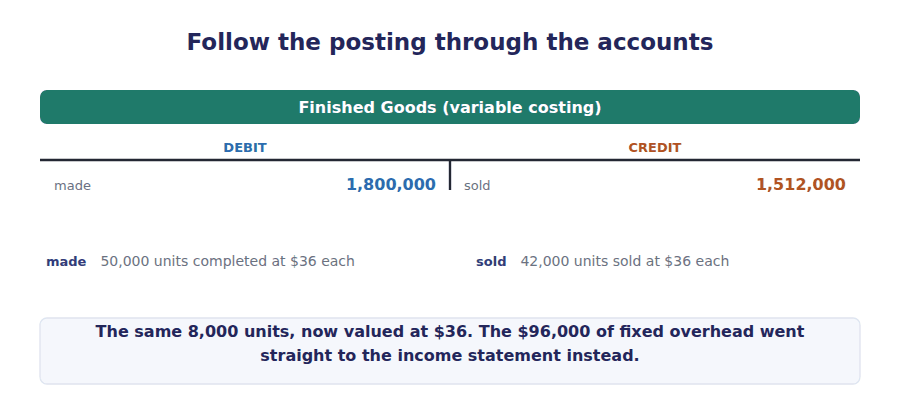 Follow the posting through the accounts
Finished Goods (variable costing)
DEBIT CREDIT
made 1,800,000 sold 1,512,000
made 50,000 units completed at $36 each sold 42,000 units sold at $36 each
The same 8,000 units, now valued at $36. The $96,000 of fixed overhead went
straight to the income statement instead.